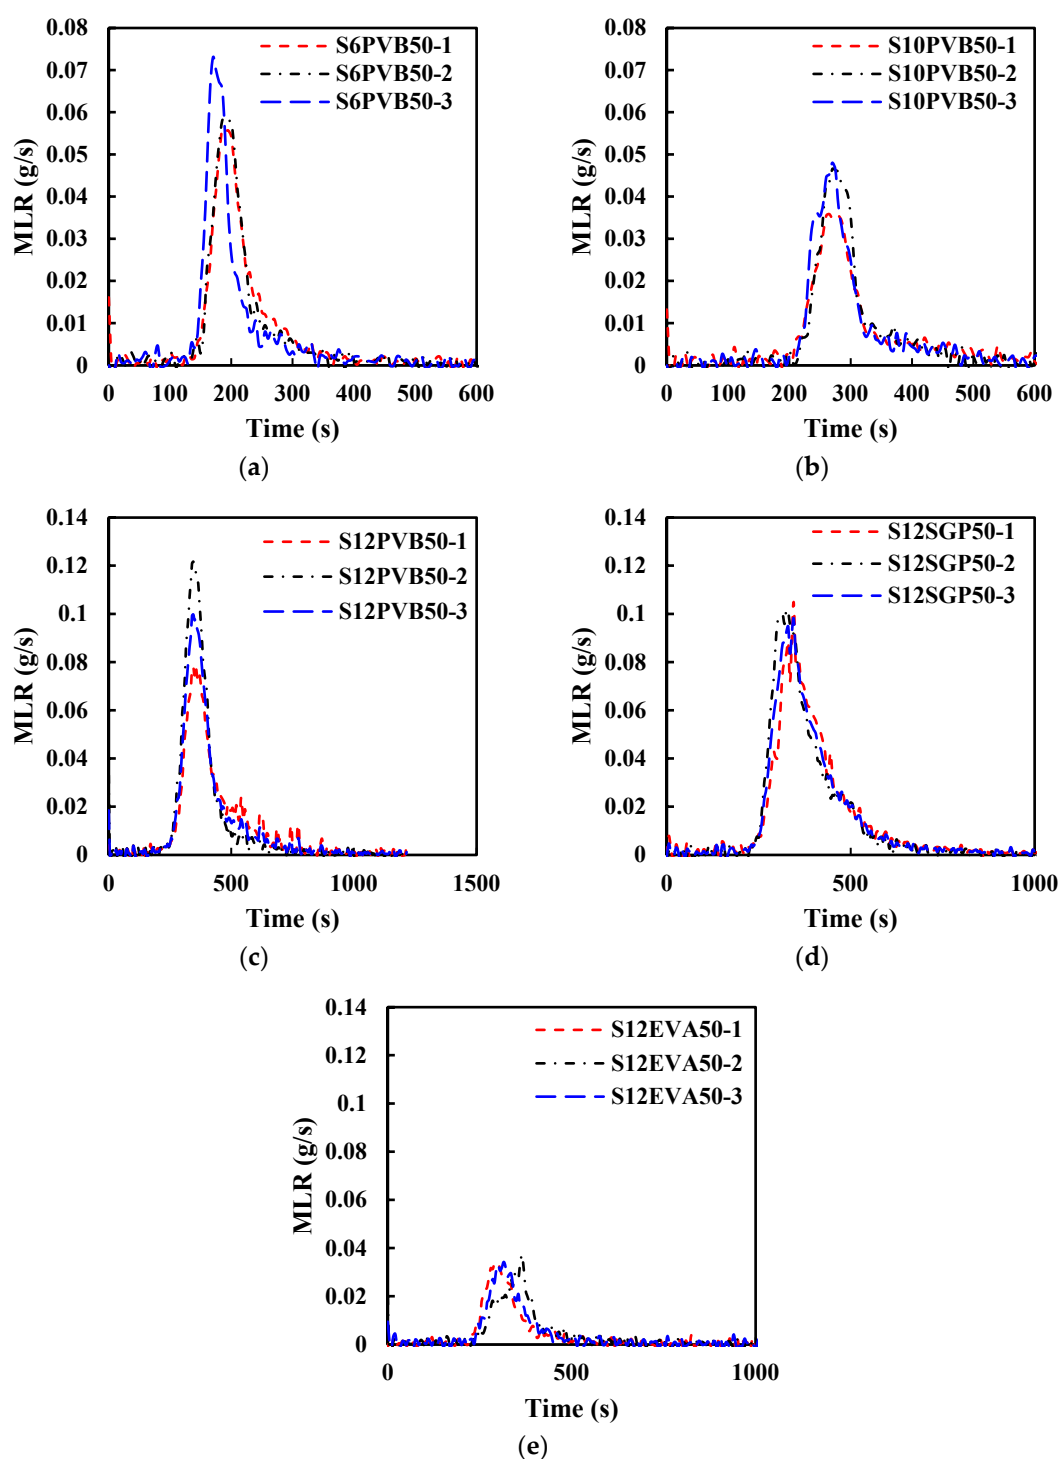 0.08
0.07
0.06
0.05
0.04
0.03
0.02
0.01
0
MLR (g/s)
S6PVB50-1
S6PVB50-2
S6PVB50-3
0 100 200 300 400 500 600
Time (s)
(a)
0.08
0.07
0.06
0.05
0.04
0.03
0.02
0.01
0
MLR (g/s)
S10PVB50-1
S10PVB50-2
S10PVB50-3
0 100 200 300 400 500 600
Time (s)
(b)
0.14
0.12
0.1
0.08
0.06
0.04
0.02
0
MLR (g/s)
S12PVB50-1
S12PVB50-2
S12PVB50-3
0 500 1000 1500
Time (s)
(c)
0.14
0.12
0.1
0.08
0.06
0.04
0.02
0
MLR (g/s)
S12SGP50-1
S12SGP50-2
S12SGP50-3
0 500 1000
Time (s)
(d)
0.14
0.12
0.1
0.08
0.06
0.04
0.02
0
MLR (g/s)
S12EVA50-1
S12EVA50-2
S12EVA50-3
0 500 1000
Time (s)
(e)